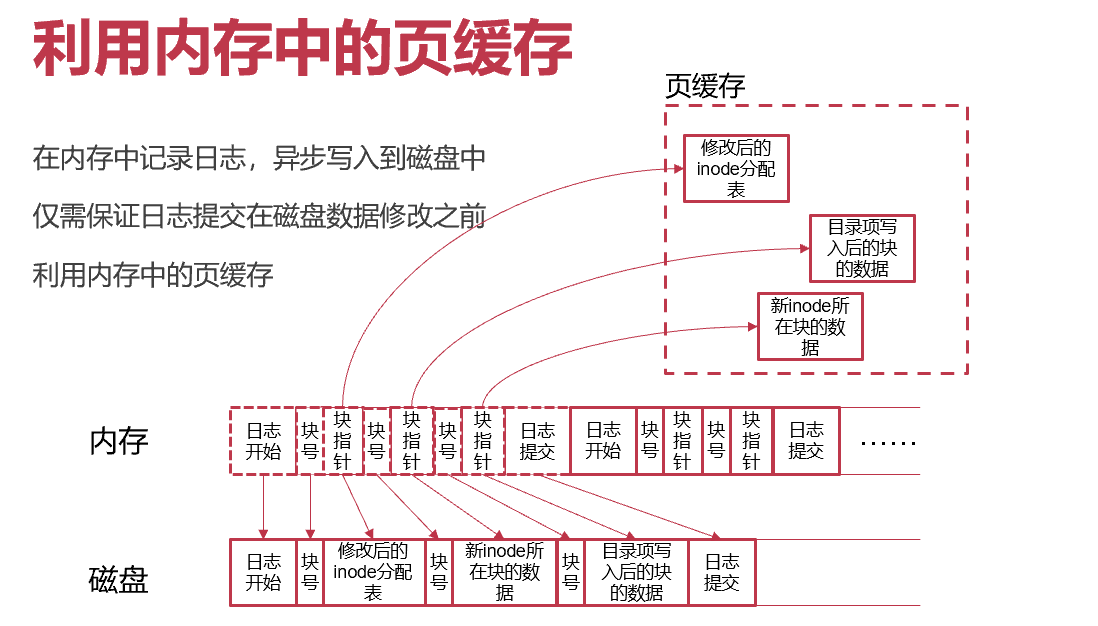 利用内存中的页缓存
页缓存
在内存中记录日志，异步写入到磁盘中
仅需保证日志提交在磁盘数据修改之前
利用内存中的页缓存
修改后的
inode分配
表
目录项写
入后的块
的数据
新inode所
在块的数
据
内存
日志
开始
块
号
块
指
针
块
号
块
指
针
块
号
块
指
针
日志
提交
日志
开始
块
号
块
指
针
块
号
块
指
针
日志
提交
······
磁盘
日志
开始
块
号
修改后的
inode分配
表
块
号
新inode所
在块的数
据
块
号
目录项写
入后的块
的数据
日志
提交